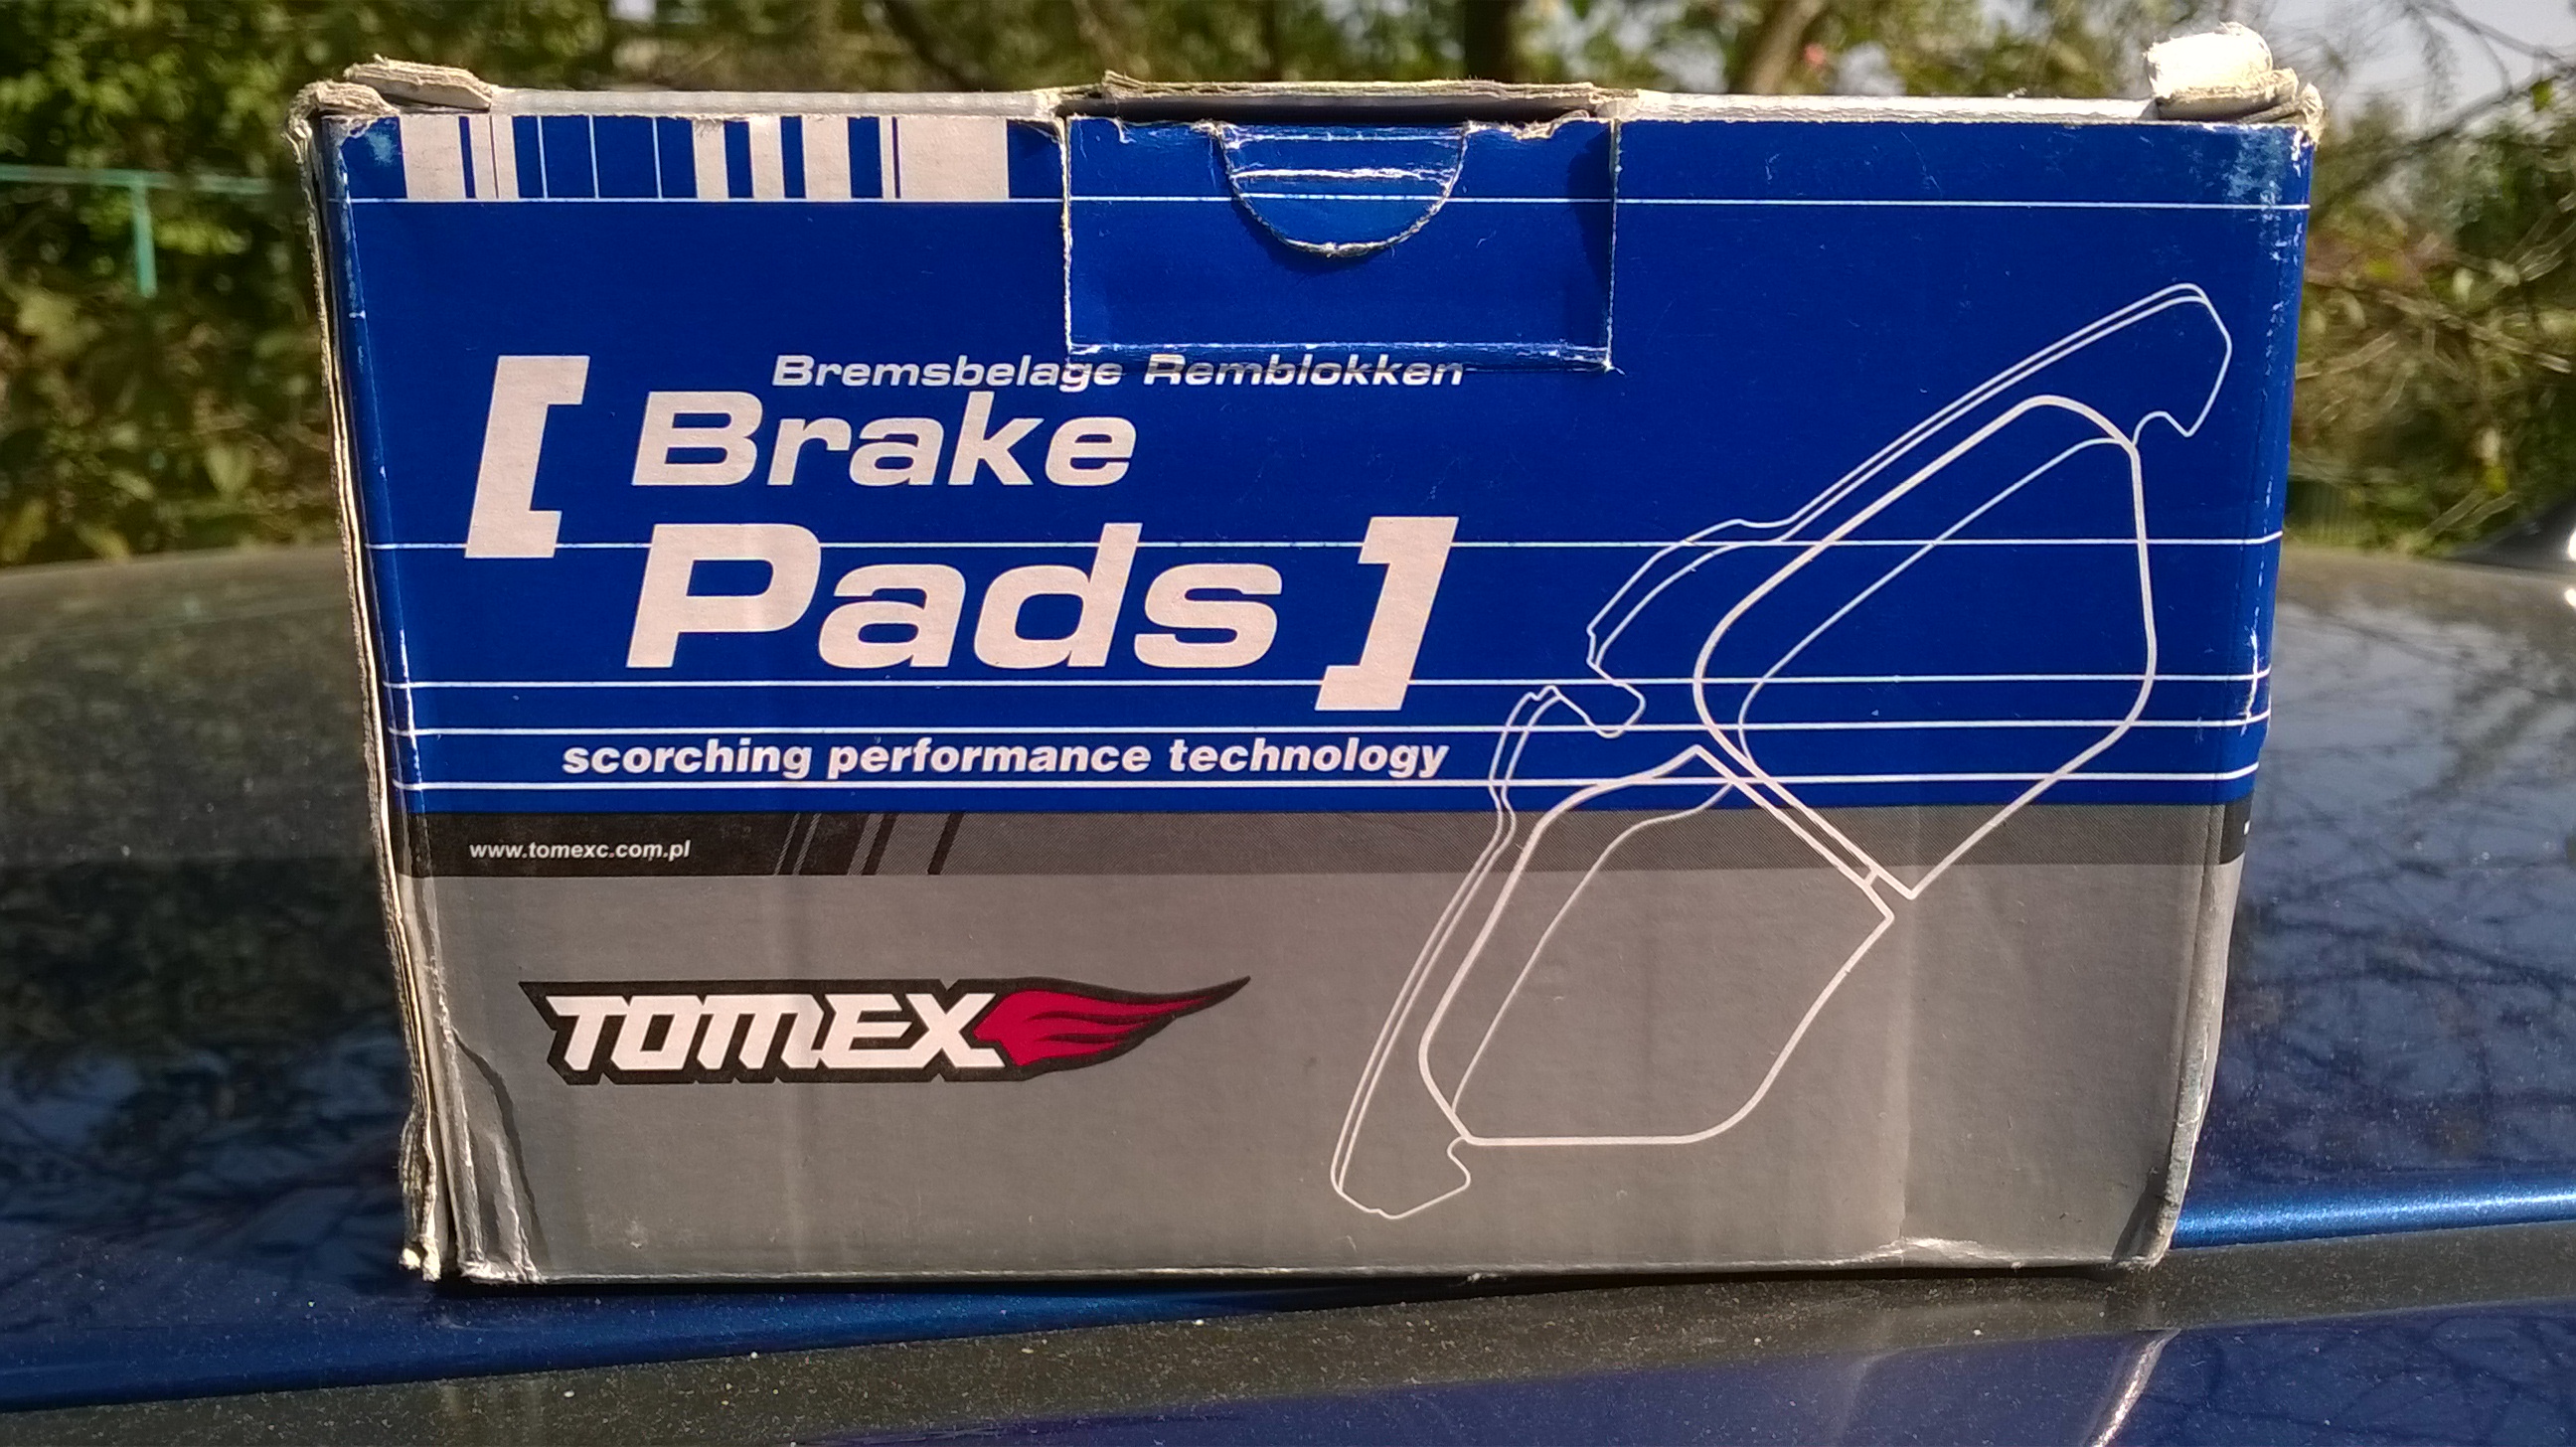 Bremsbelage Remblokken
[ Brake
Pads ]
scorching performance technology
www.tomexc.com.pl
TOMEX